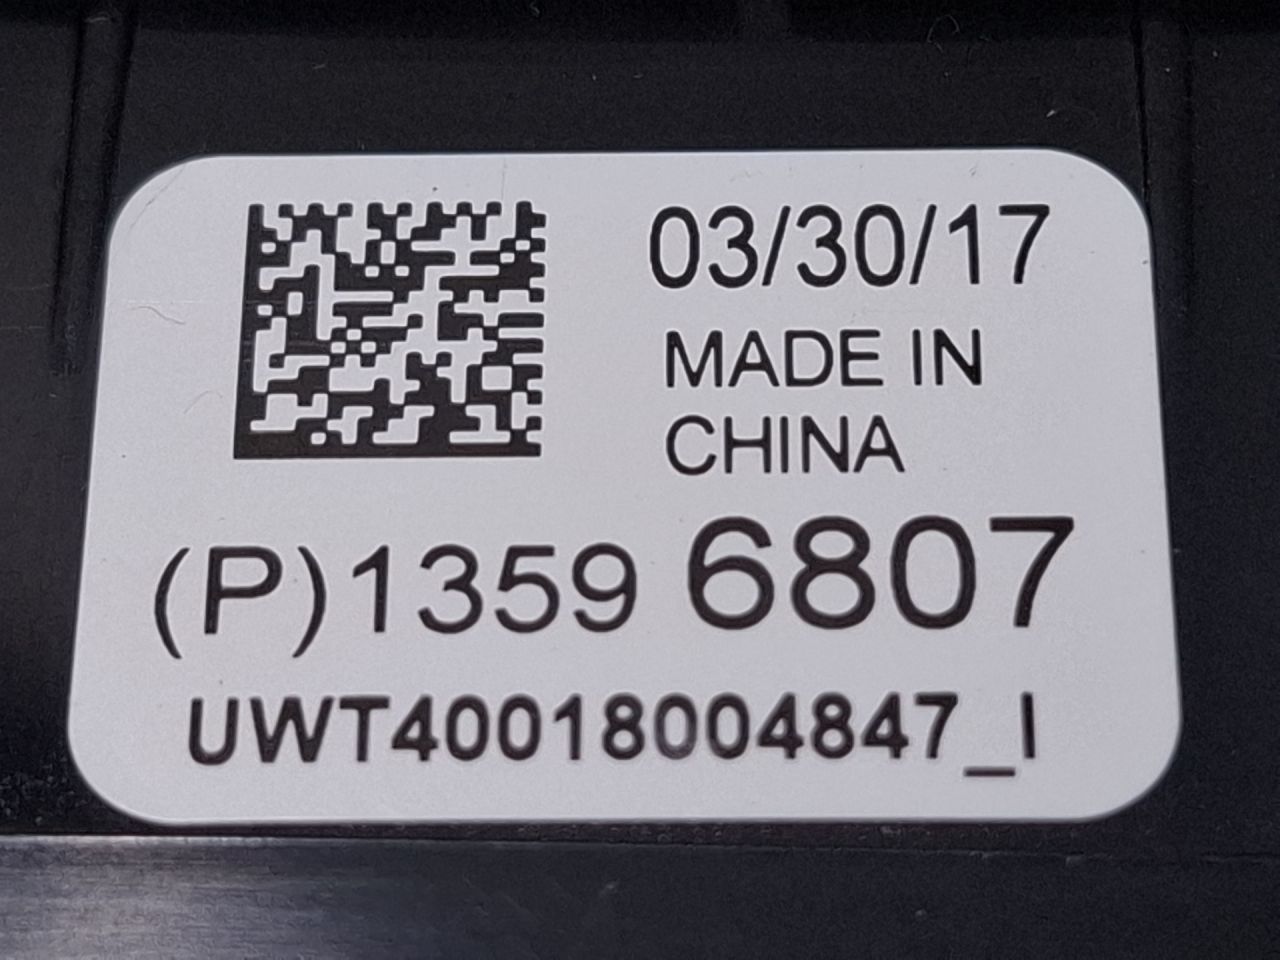 03/30/17
MADE IN
CHINA
(P)1359 6807
UWT40018004847_I